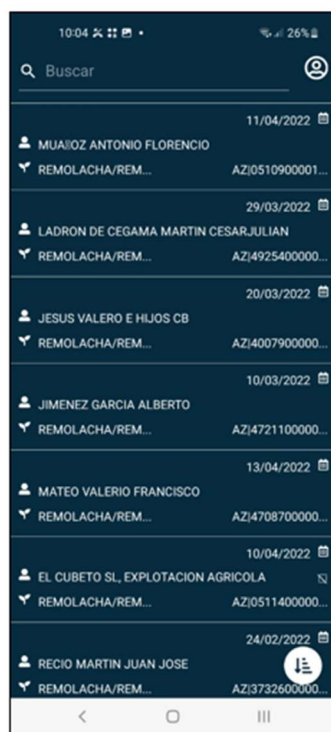 10:04 26%
Buscar
11/04/2022
MUAOZ ANTONIO FLORENCIO
REMOLACHA/REM... AZ|0510900001...
29/03/2022
LADRON DE CEGAMA MARTIN CESARJULIAN
REMOLACHA/REM... AZ|4925400000...
20/03/2022
JESUS VALERO E HIJOS CB
REMOLACHA/REM... AZ|4007900000...
10/03/2022
JIMENEZ GARCIA ALBERTO
REMOLACHA/REM... AZ|4721100000...
13/04/2022
MATEO VALERIO FRANCISCO
REMOLACHA/REM... AZ|4708700000...
10/04/2022
EL CUBETO SL, EXPLOTACION AGRICOLA
REMOLACHA/REM... AZ|0511400000...
24/02/2022
RECIO MARTIN JUAN JOSE
REMOLACHA/REM... AZ|3732600000...